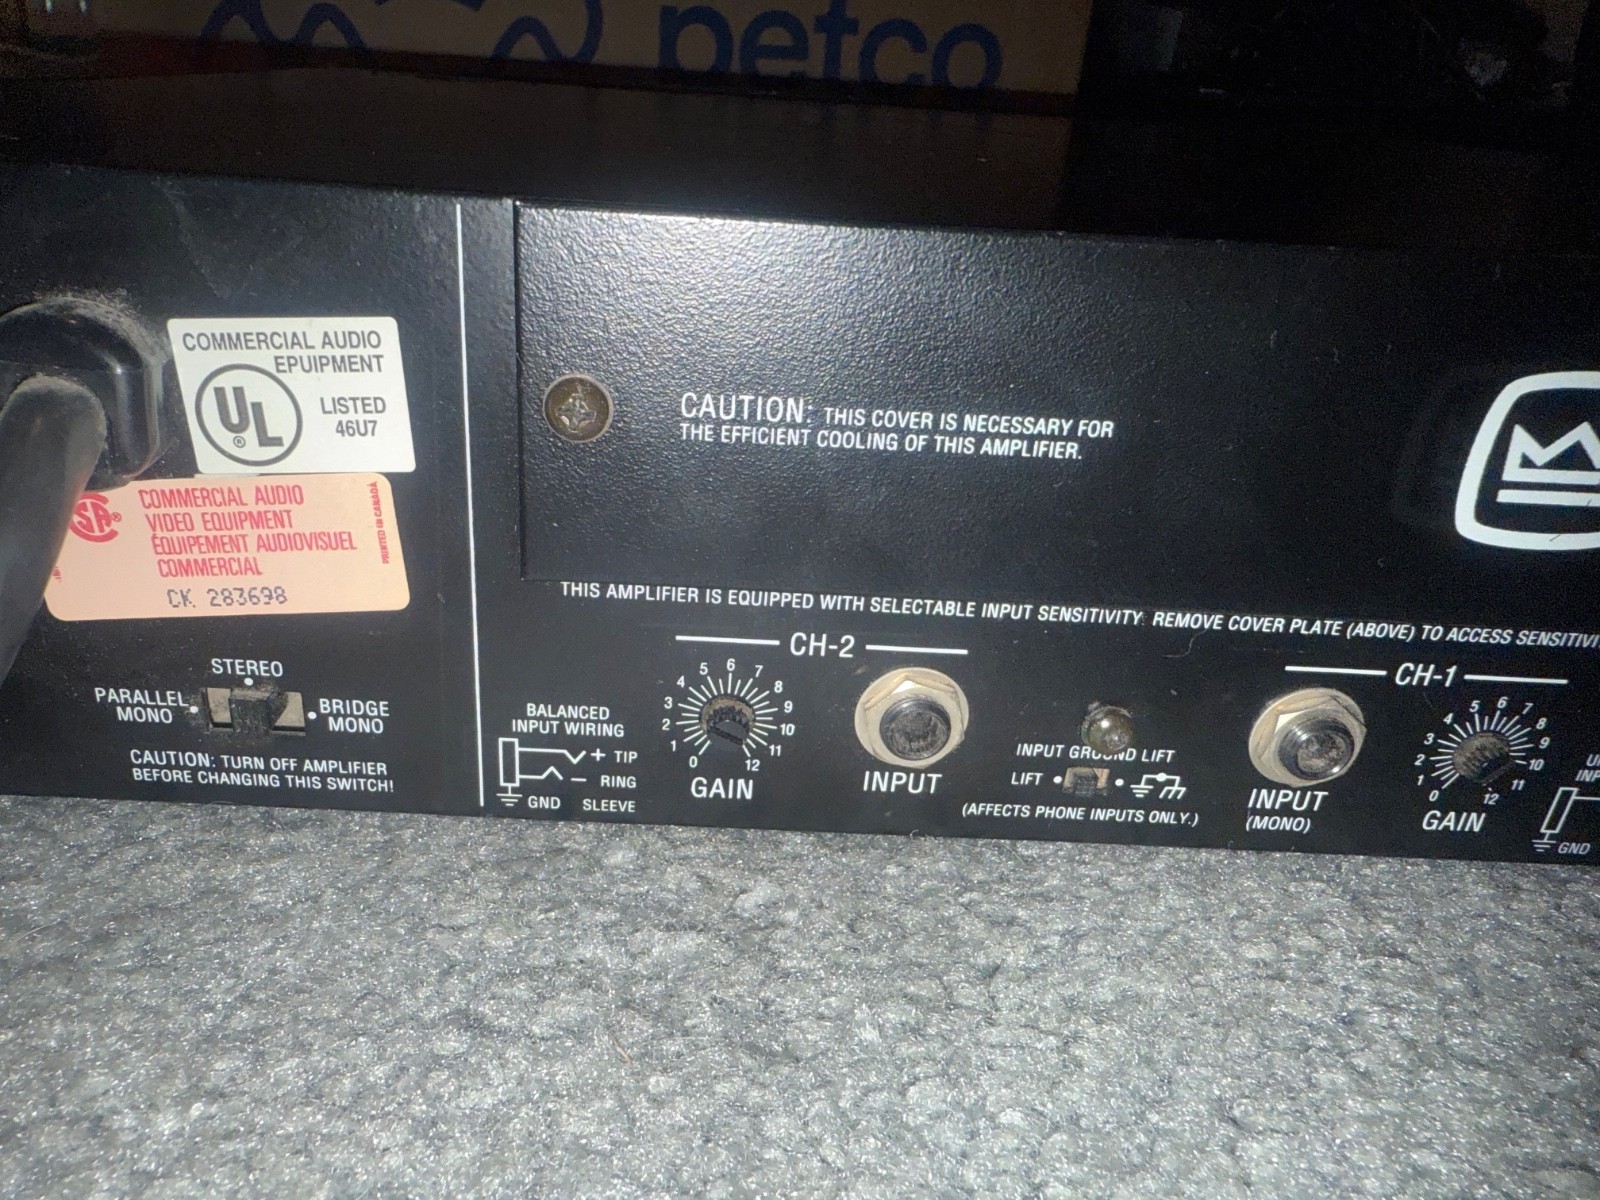 petco
COMMERCIAL AUDIO
EPUIPMENT
UL
®
LISTED
46U7
SA®
COMMERCIAL AUDIO
VIDEO EQUIPMENT
ÉQUIPEMENT AUDIOVISUEL
COMMERCIAL
PRINTED IN CANADA
CK 283698
STEREO
PARALLEL
MONO
BRIDGE
MONO
CAUTION: TURN OFF AMPLIFIER
BEFORE CHANGING THIS SWITCH!
CAUTION: THIS COVER IS NECESSARY FOR
THE EFFICIENT COOLING OF THIS AMPLIFIER.
THIS AMPLIFIER IS EQUIPPED WITH SELECTABLE INPUT SENSITIVITY. REMOVE COVER PLATE (ABOVE) TO ACCESS SENSITIVI
BALANCED
INPUT WIRING
+ TIP
- RING
GND SLEEVE
CH-2
0 1 2 3 4 5 6 7 8 9 10 11 12
GAIN
INPUT
INPUT GROUND LIFT
LIFT
(AFFECTS PHONE INPUTS ONLY.)
CH-1
INPUT
(MONO)
0 1 2 3 4 5 6 7 8 9 10 11 12
GAIN
U
INP
GND